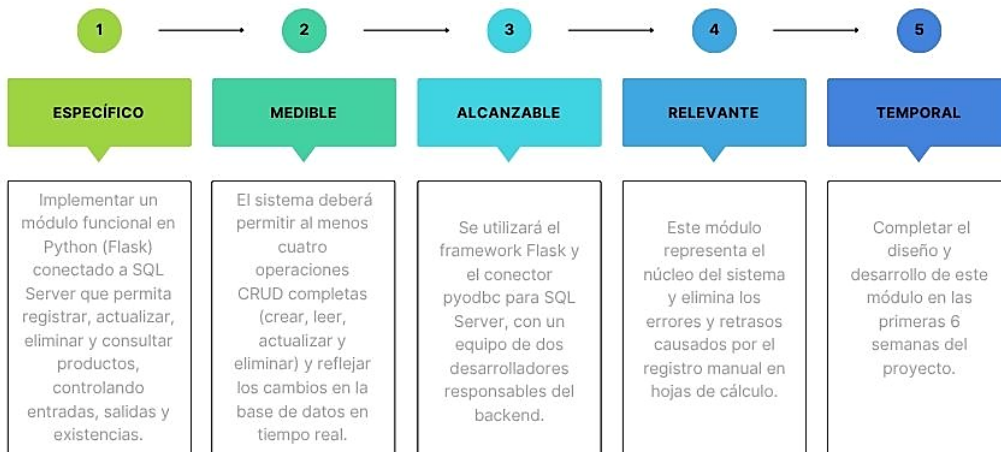 1
2
3
4
5
ESPECÍFICO
MEDIBLE
ALCANZABLE
RELEVANTE
TEMPORAL
Implementar un
módulo funcional en
Python (Flask)
conectado a SQL
Server que permita
registrar, actualizar,
eliminar y consultar
productos,
controlando
entradas, salidas y
existencias.
El sistema deberá
permitir al menos
cuatro
operaciones
CRUD completas
(crear, leer,
actualizar y
eliminar) y reflejar
los cambios en la
base de datos en
tiempo real.
Se utilizará el
framework Flask y
el conector
pyodbc para SQL
Server, con un
equipo de dos
desarrolladores
responsables del
backend.
Este módulo
representa el
núcleo del sistema
y elimina los
errores y retrasos
causados por el
registro manual en
hojas de cálculo.
Completar el
diseño y
desarrollo de este
módulo en las
primeras 6
semanas del
proyecto.